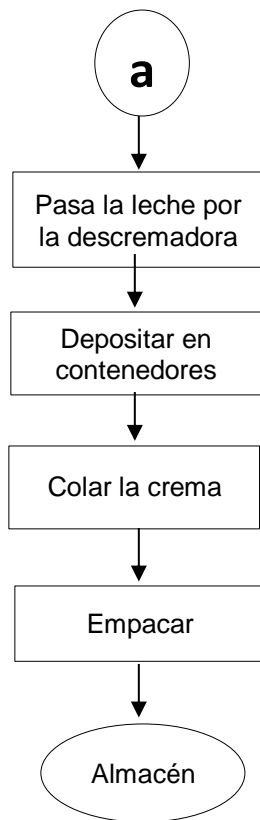 a
Pasa la leche por
la descremadora
Depositar en
contenedores
Colar la crema
Empacar
Almacén